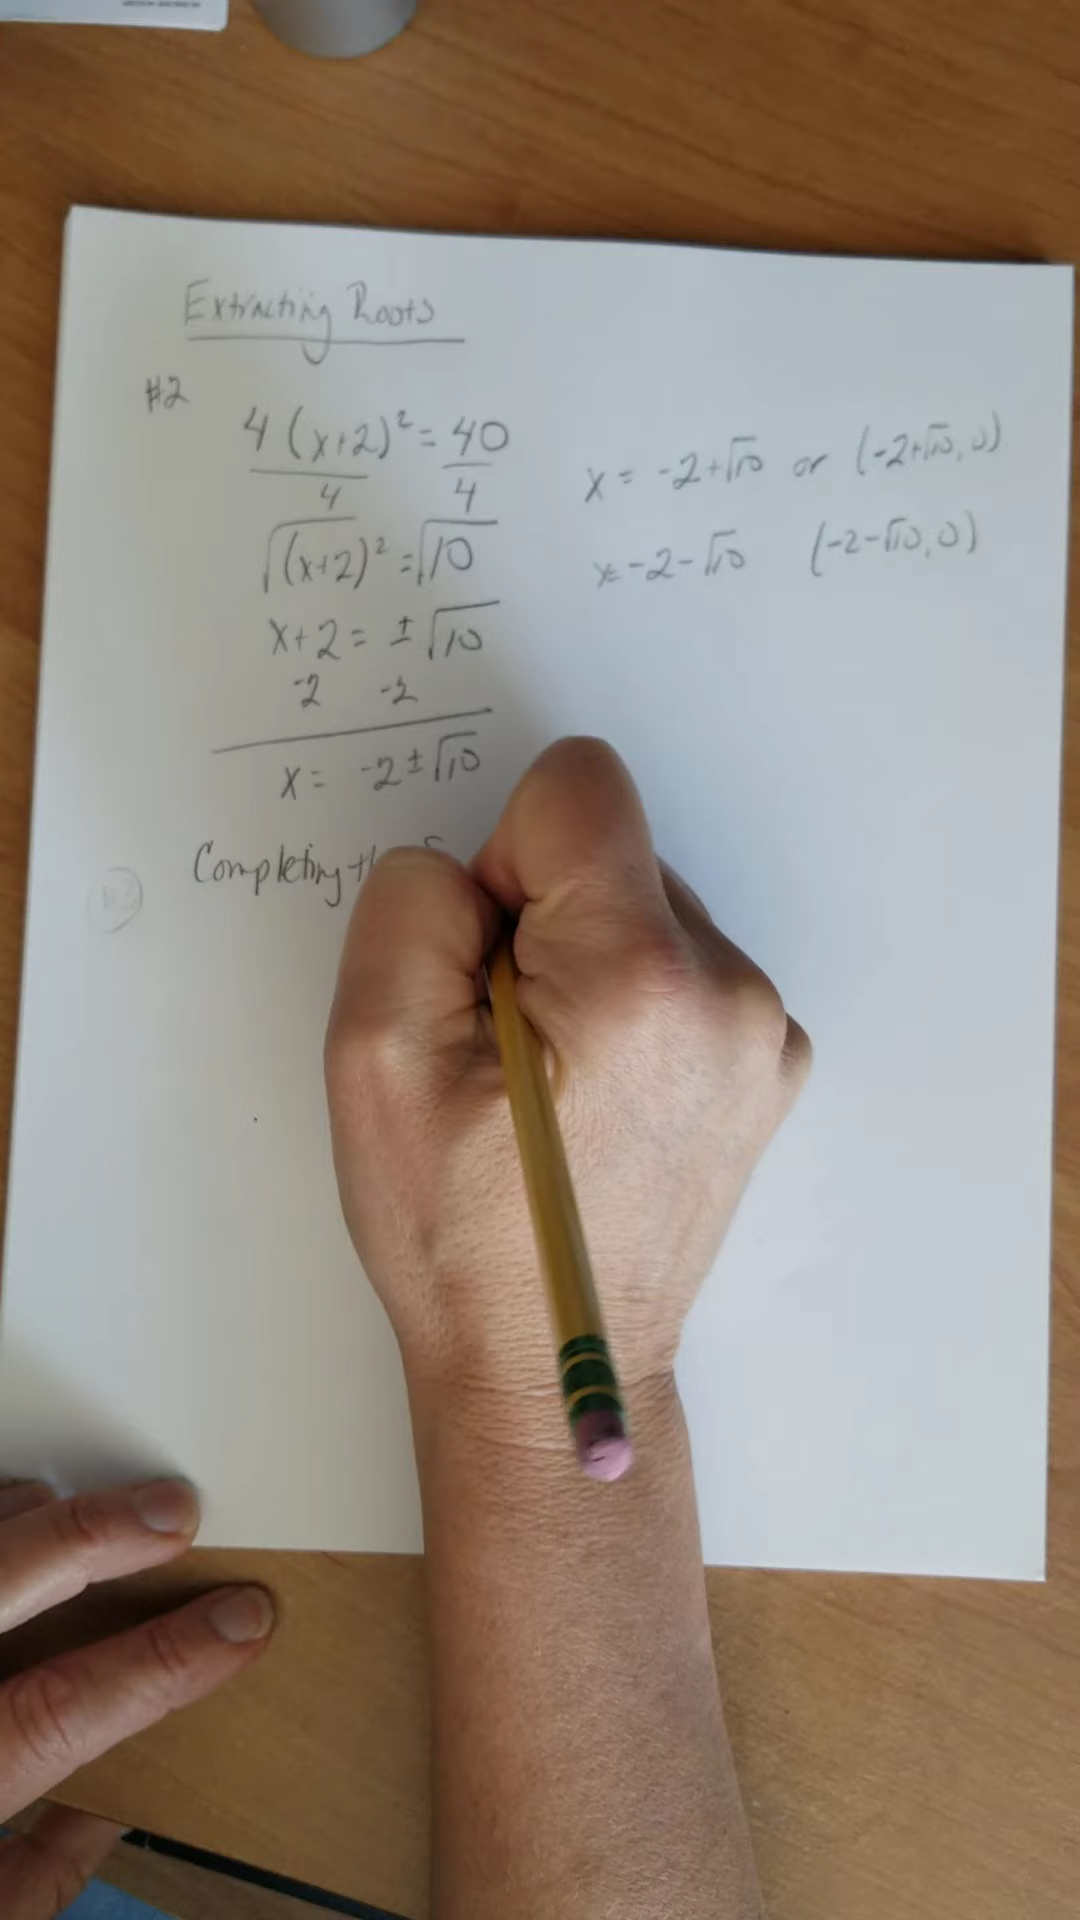 Extracting Roots
#2
4(x+2)² = 40
4 4
√(x+2)² = √10
x+2 = ±√10
-2 -2
x = -2±√10
x = -2+√10 or (-2+√10, 0)
x = -2-√10 (-2-√10, 0)
Completing